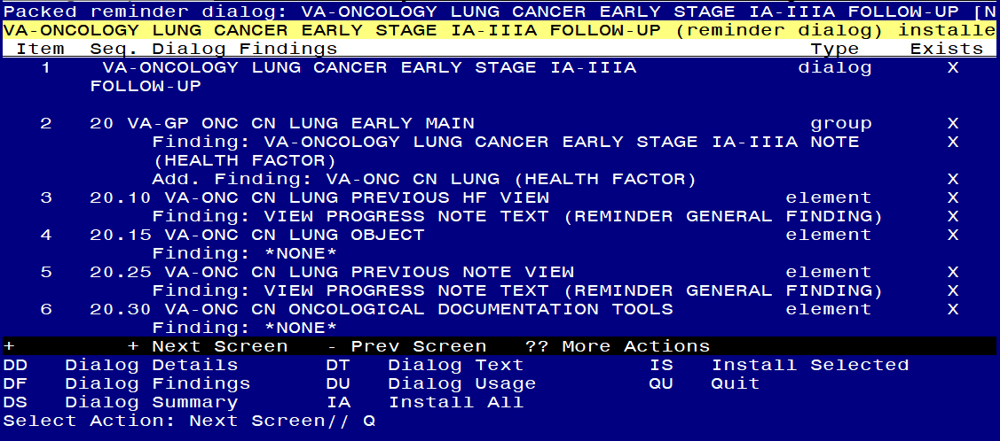 Packed reminder dialog: VA-ONCOLOGY LUNG CANCER EARLY STAGE IA-IIIA FOLLOW-UP [N
VA-ONCOLOGY LUNG CANCER EARLY STAGE IA-IIIA FOLLOW-UP (reminder dialog) installe
Item  Seq. Dialog Findings  Type  Exists
1  VA-ONCOLOGY LUNG CANCER EARLY STAGE IA-IIIA  dialog  X
FOLLOW-UP
2  20 VA-GP ONC CN LUNG EARLY MAIN  group  X
Finding: VA-ONCOLOGY LUNG CANCER EARLY STAGE IA-IIIA NOTE  X
(HEALTH FACTOR)
Add. Finding: VA-ONC CN LUNG (HEALTH FACTOR)  X
3  20.10 VA-ONC CN LUNG PREVIOUS HF VIEW  element  X
Finding: VIEW PROGRESS NOTE TEXT (REMINDER GENERAL FINDING)  X
4  20.15 VA-ONC CN LUNG OBJECT  element  X
Finding: *NONE*
5  20.25 VA-ONC CN LUNG PREVIOUS NOTE VIEW  element  X
Finding: VIEW PROGRESS NOTE TEXT (REMINDER GENERAL FINDING)  X
6  20.30 VA-ONC CN ONCOLOGICAL DOCUMENTATION TOOLS  element  X
Finding: *NONE*
+  + Next Screen  - Prev Screen  ?? More Actions
DD  Dialog Details  DT  Dialog Text  IS  Install Selected
DF  Dialog Findings  DU  Dialog Usage  QU  Quit
DS  Dialog Summary  IA  Install All
Select Action: Next Screen// Q